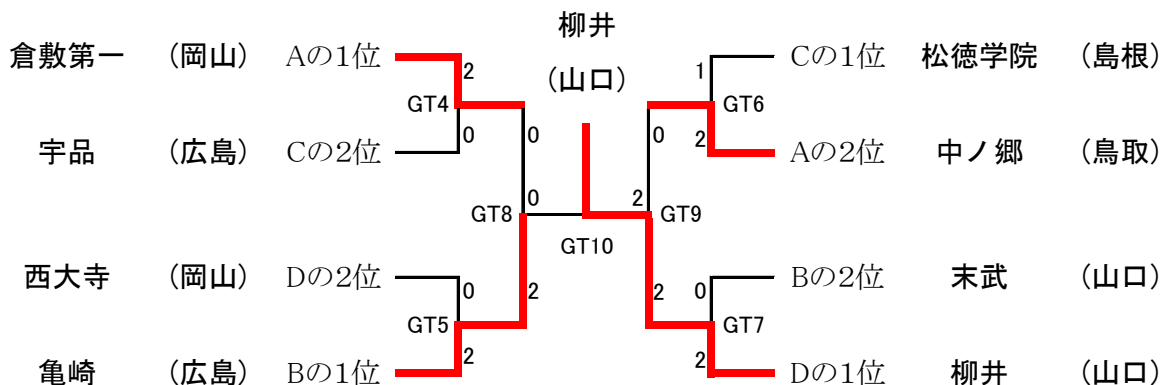 柳井
(山口)
倉敷第一 (岡山) Aの1位
2
GT4
0
宇品 (広島) Cの2位
0
GT8
0
西大寺 (岡山) Dの2位
0
GT5
2
2
亀崎 (広島) Bの1位
GT10
1
Cの1位 松徳学院 (島根)
GT6
0
2
Aの2位 中ノ郷 (鳥取)
2
GT9
Bの2位 末武 (山口)
0
2
GT7
2
Dの1位 柳井 (山口)